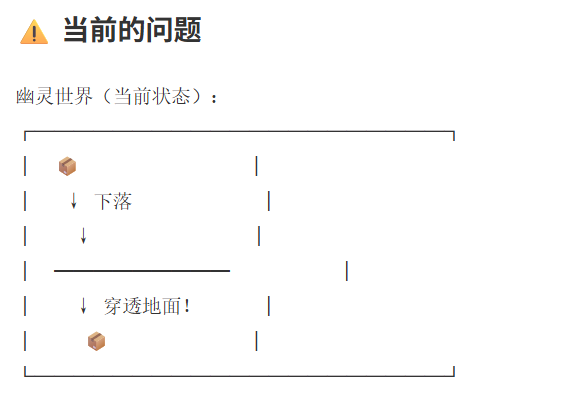 ⚠️ 当前的问题
幽灵世界（当前状态）：
┌─────────────────────┐
│   📦                  │
│    ↓ 下落              │
│     ↓                 │
│  ─────────            │
│     ↓ 穿透地面!        │
│      📦               │
└─────────────────────┘